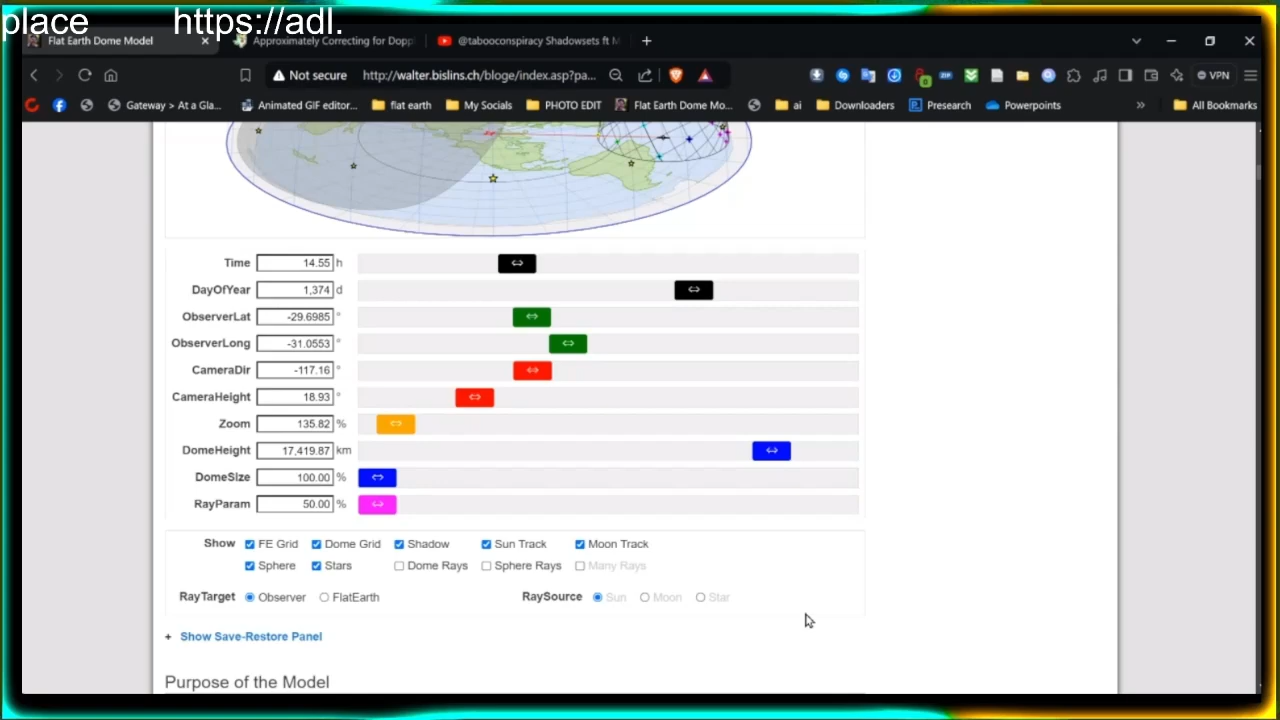 place https://adl.
Flat Earth Dome Model
Approximately Correcting for Dopp
@tabooconspiracy Shadowsets ft M
Not secure http://walter.bislins.ch/bloge/index.asp?pa... VPN
Gateway > At a Gla... Animated GIF editor... flat earth My Socials PHOTO EDIT Flat Earth Dome Mo... ai Downloaders Presearch Powerpoints » All Bookmarks
Time 14.55 h
DayOfYear 1,374 d
ObserverLat -29.6985 °
ObserverLong -31.0553 °
CameraDir -117.16 °
CameraHeight 18.93 °
Zoom 135.82 %
DomeHeight 17,419.87 km
DomeSize 100.00 %
RayParam 50.00 %
Show FE Grid Dome Grid Shadow Sun Track Moon Track
Sphere Stars Dome Rays Sphere Rays Many Rays
RayTarget Observer FlatEarth RaySource Sun Moon Star
+ Show Save-Restore Panel
Purpose of the Model